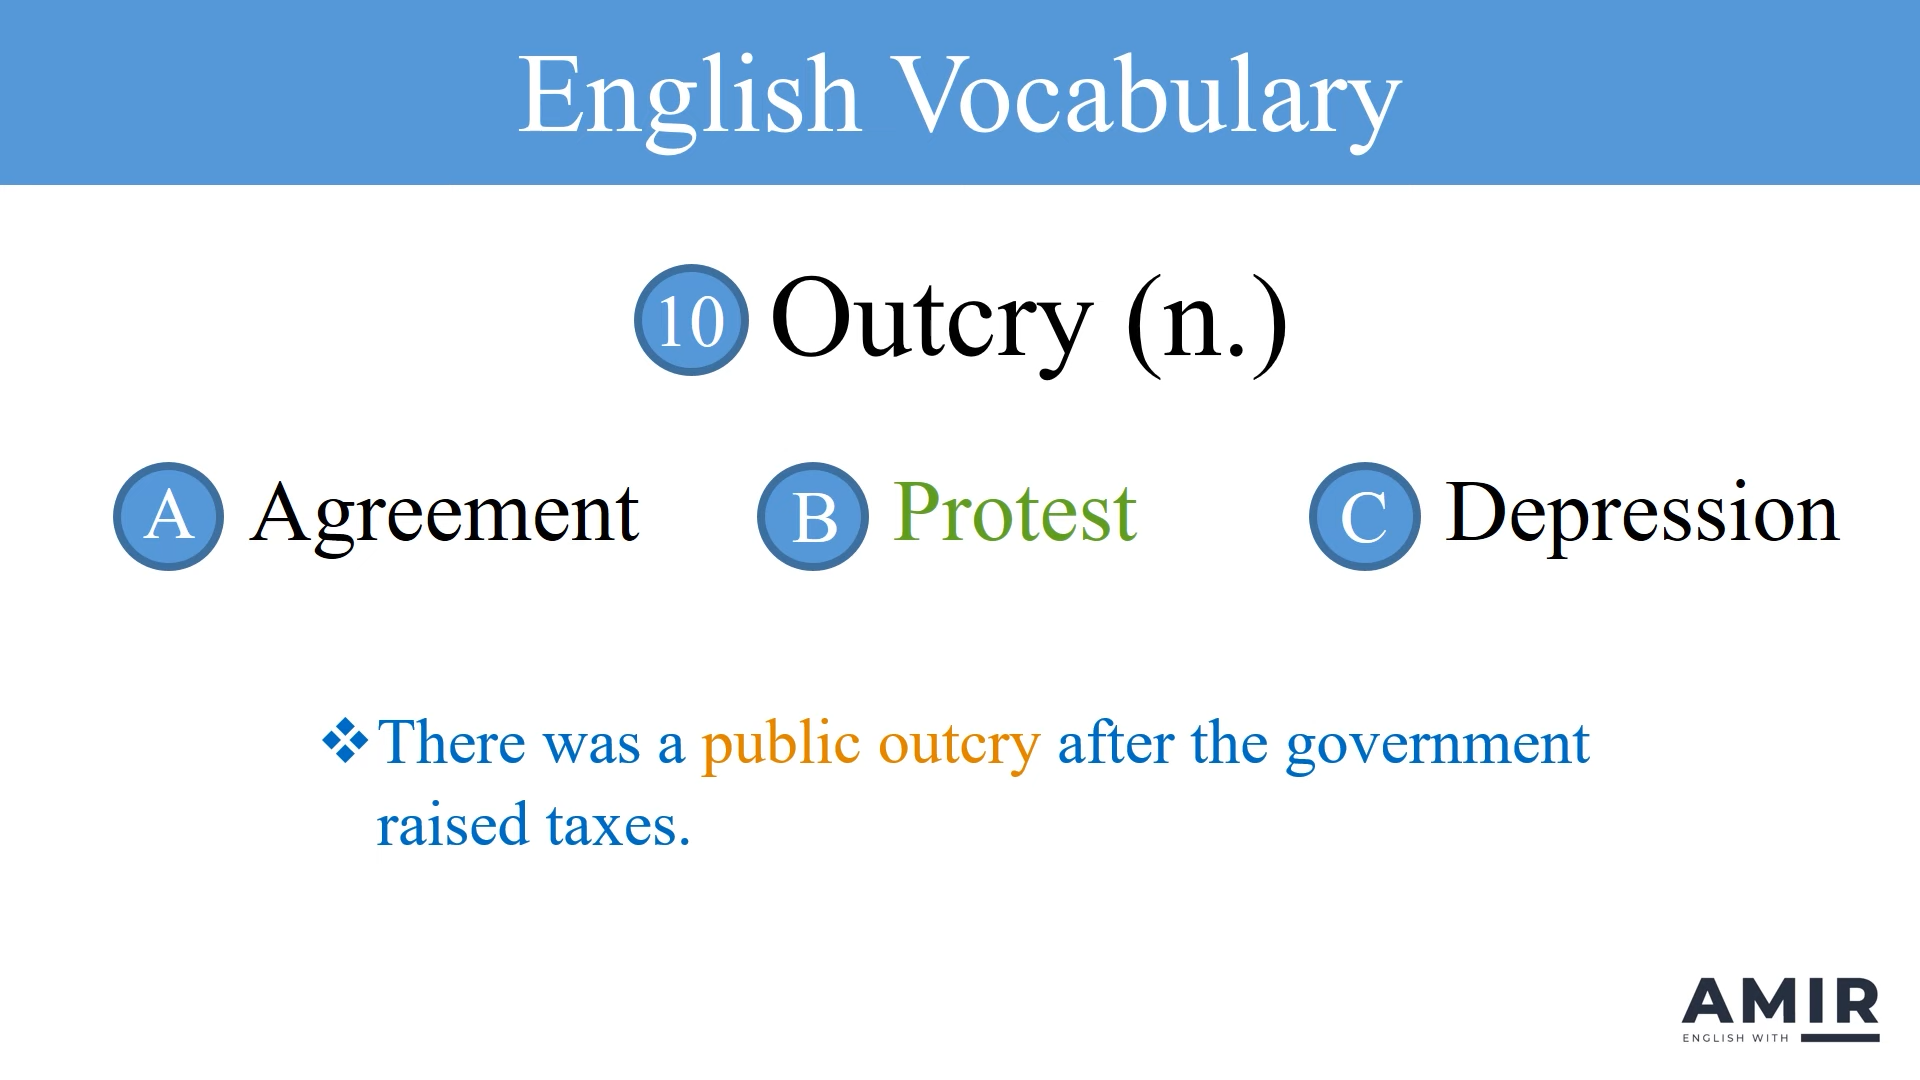 English Vocabulary
10 Outcry (n.)
A Agreement B Protest C Depression
❖ There was a public outcry after the government
raised taxes.
AMIR
ENGLISH WITH